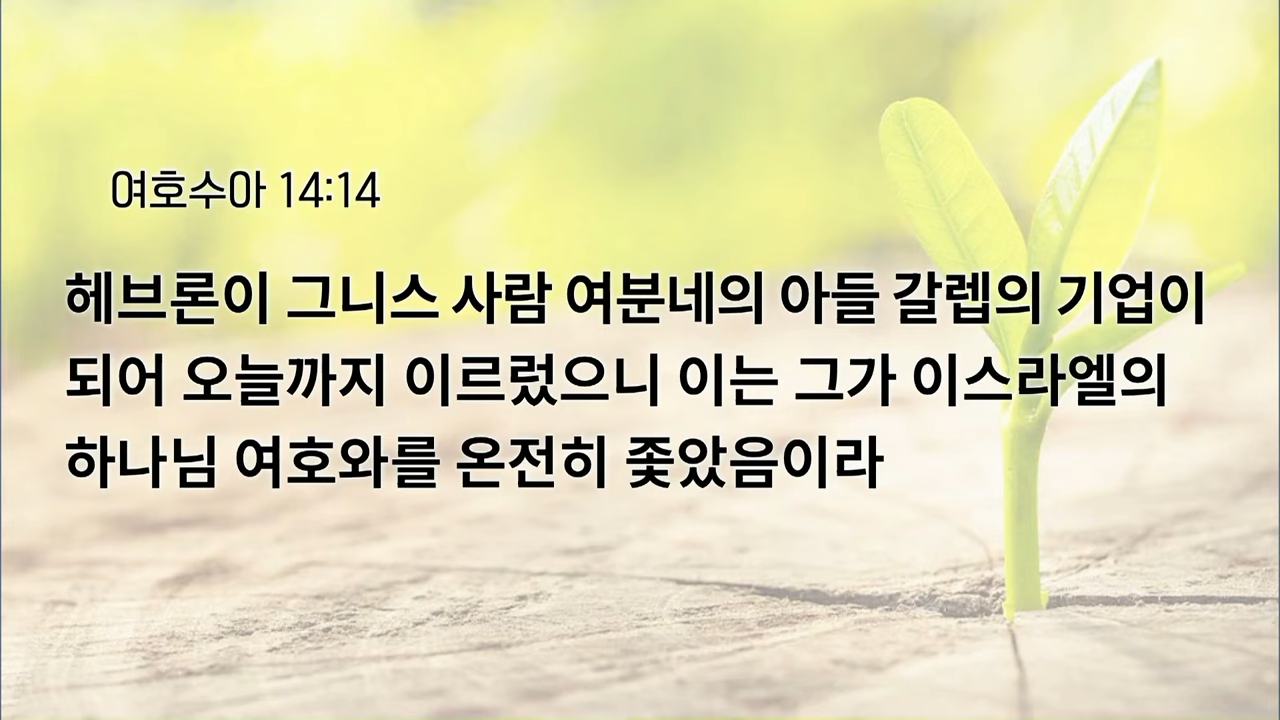 여호수아 14:14
헤브론이 그니스 사람 여분네의 아들 갈렙의 기업이
되어 오늘까지 이르렀으니 이는 그가 이스라엘의
하나님 여호와를 온전히 좇았음이라